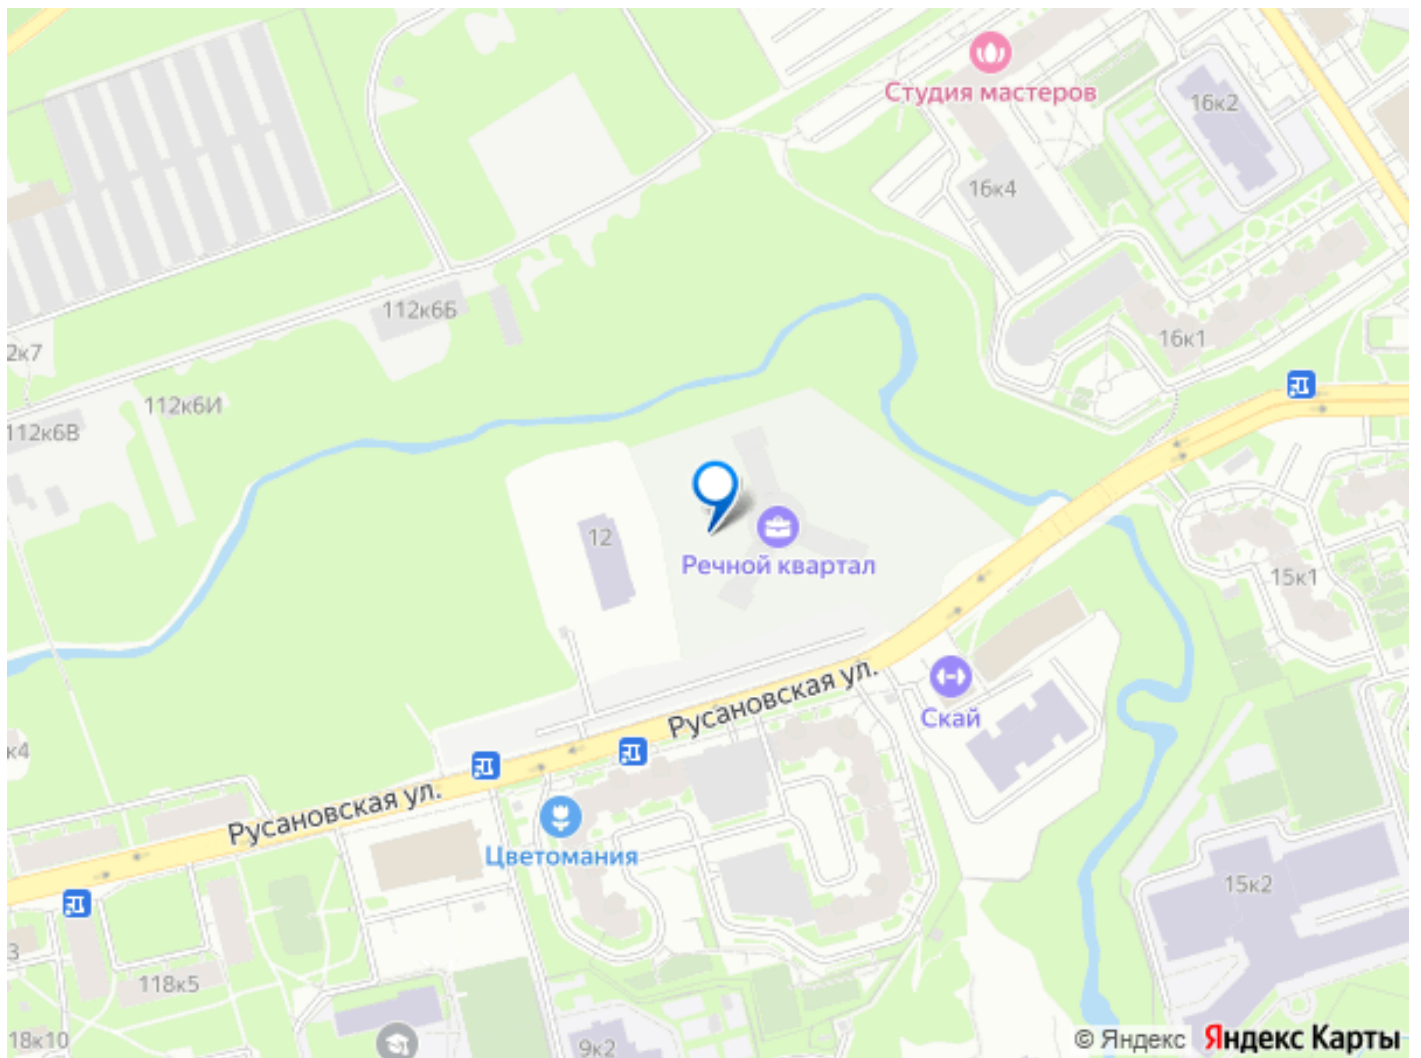 Студия мастеров
16к2
16к4
112к6Б
16к1
2к7
112к6И
112к6В
12
Речной квартал
15к1
Русановская ул.
Скай
к4
Русановская ул.
Цветомания
15к2
3
118к5
18к10
9к2
© Яндекс Яндекс Карты